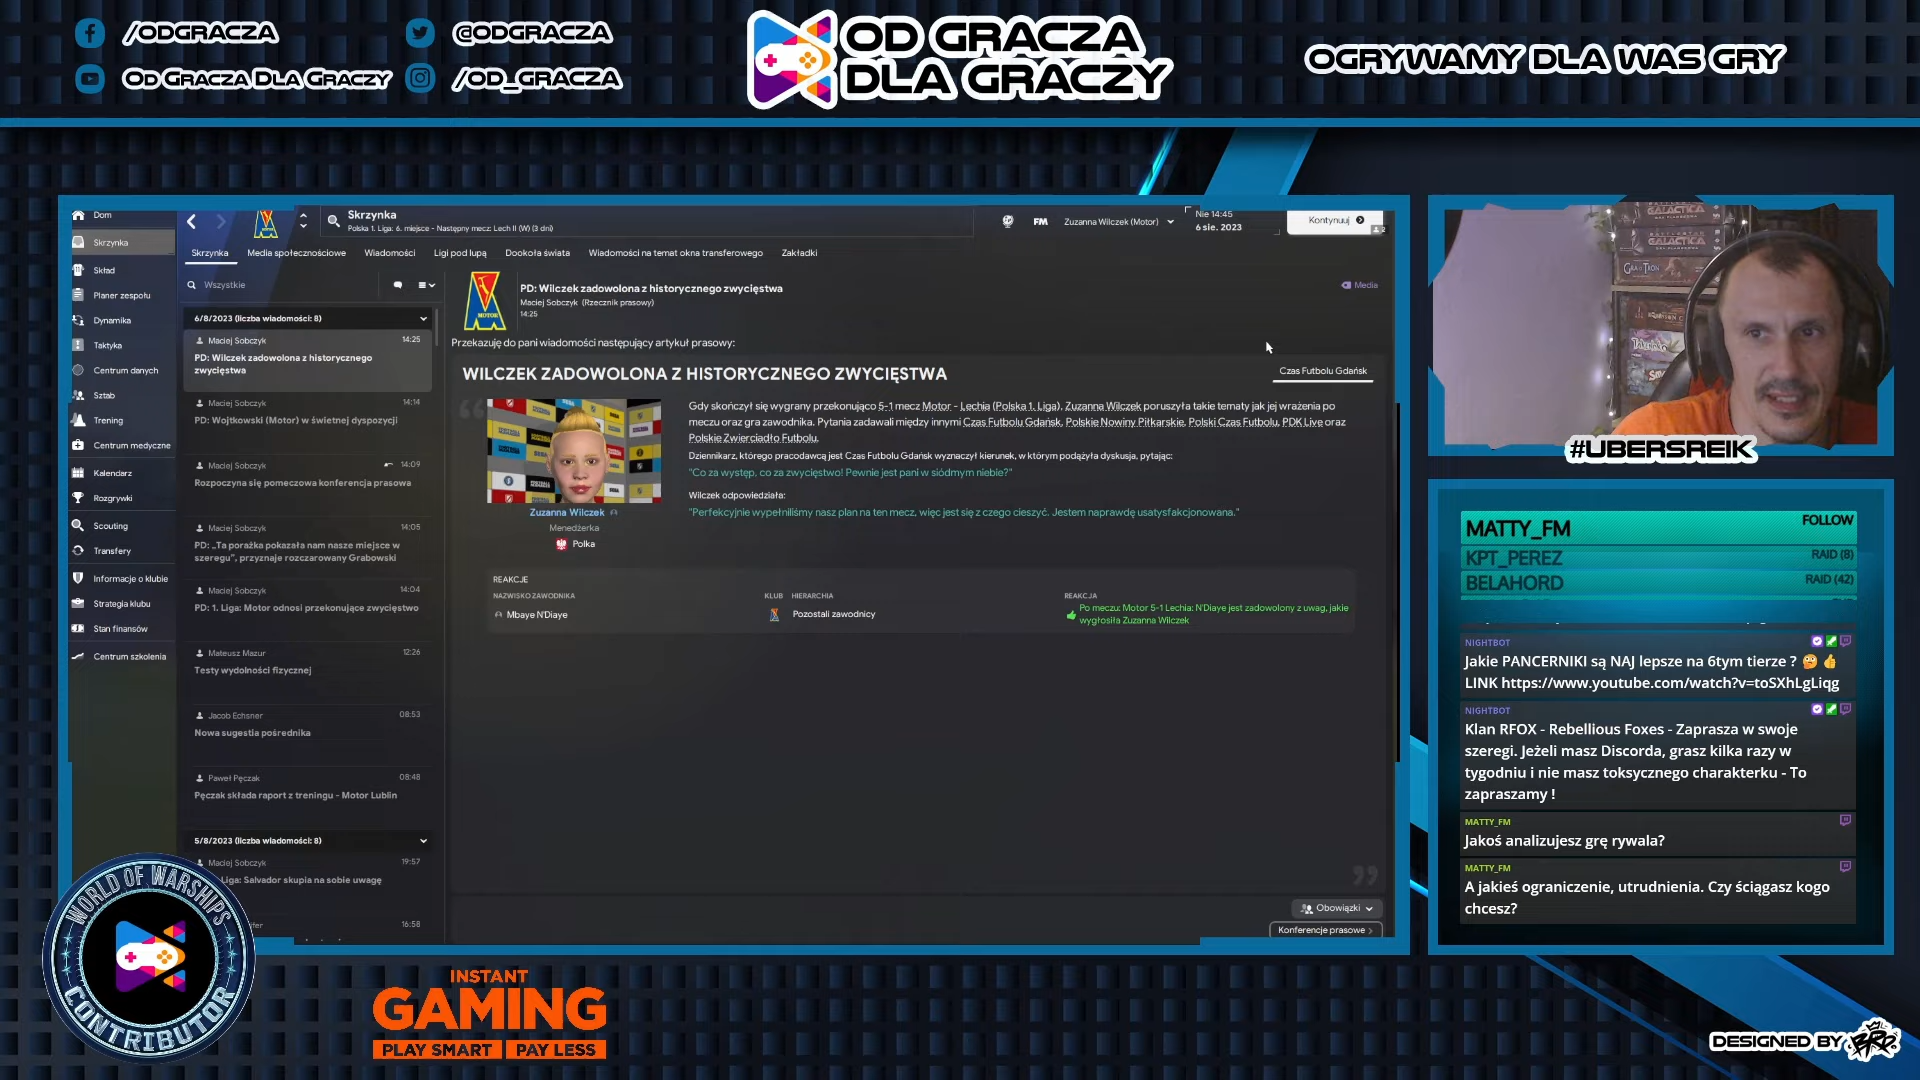 /ODGRACZA
@ODGRACZA
OD GRACZA DLA GRACZY
/OD_GRACZA
OD GRACZA
DLA GRACZY
OGRYWAMY DLA WAS GRY
Dom
Skrzynka
Skład
Planer zespołu
Dynamika
Taktyka
Centrum danych
Sztab
Trening
Centrum medyczne
Kalendarz
Rozgrywki
Scouting
Transfery
Informacje o klubie
Strategia klubu
Stan finansów
Centrum szkolenia
Skrzynka
Polska 1. Liga: 6. miejsce - Następny mecz: Lech II (W) (3 dni)
FM
Zuzanna Wilczek (Motor)
Nie 14:45
6 sie. 2023
Kontynuuj
2
Skrzynka
Media społecznościowe
Wiadomości
Ligi pod lupą
Dookoła świata
Wiadomości na temat okna transferowego
Zakładki
Wszystkie
6/8/2023 (liczba wiadomości: 8)
Maciej Sobczyk 14:25
PD: Wilczek zadowolona z historycznego
zwycięstwa
Maciej Sobczyk 14:14
PD: Wojtkowski (Motor) w świetnej dyspozycji
Maciej Sobczyk 14:09
Rozpoczyna się pomeczowa konferencja prasowa
Maciej Sobczyk 14:05
PD: „Ta porażka pokazała nam nasze miejsce w
szeregu”, przyznaje rozczarowany Grabowski
Maciej Sobczyk 14:04
PD: 1. Liga: Motor odnosi przekonujące zwycięstwo
Mateusz Mazur 12:26
Testy wydolności fizycznej
Jacob Echsner 08:53
Nowa sugestia pośrednika
Paweł Pęczak 08:48
Pęczak składa raport z treningu - Motor Lublin
5/8/2023 (liczba wiadomości: 8)
Maciej Sobczyk 19:57
Liga: Salvador skupia na sobie uwagę
16:58
MOTOR
PD: Wilczek zadowolona z historycznego zwycięstwa
Maciej Sobczyk (Rzecznik prasowy)
14:25
Media
Przekazuję do pani wiadomości następujący artykuł prasowy:
WILCZEK ZADOWOLONA Z HISTORYCZNEGO ZWYCIĘSTWA
Czas Futbolu Gdańsk
Gdy skończył się wygrany przekonująco 5-1 mecz Motor - Lechia (Polska 1. Liga), Zuzanna Wilczek poruszyła takie tematy jak jej wrażenia po
meczu oraz gra zawodnika. Pytania zadawali między innymi Czas Futbolu Gdańsk, Polskie Nowiny Piłkarskie, Polski Czas Futbolu, PDK Live oraz
Polskie Zwierciadło Futbolu.
Dziennikarz, którego pracodawcą jest Czas Futbolu Gdańsk wyznaczył kierunek, w którym podążyła dyskusja, pytając:
"Co za występ, co za zwycięstwo! Pewnie jest pani w siódmym niebie?"
Wilczek odpowiedziała:
"Perfekcyjnie wypełniliśmy nasz plan na ten mecz, więc jest się z czego cieszyć. Jestem naprawdę usatysfakcjonowana."
Zuzanna Wilczek
Menedżerka
Polka
REAKCJE
NAZWISKO ZAWODNIKA
KLUB HIERARCHIA
REAKCJA
Mbaye N'Diaye
Pozostali zawodnicy
Po meczu: Motor 5-1 Lechia: N'Diaye jest zadowolony z uwag, jakie
wygłosiła Zuzanna Wilczek
Obowiązki
Konferencje prasowe
#UBERSREIK
MATTY_FM FOLLOW
KPT_PEREZ RAID (8)
BELAHORD RAID (42)
NIGHTBOT
Jakie PANCERNIKI są NAJ lepsze na 6tym tierze ? 🤔 👍
LINK https://www.youtube.com/watch?v=toSXhLgLiqg
NIGHTBOT
Klan RFOX - Rebellious Foxes - Zaprasza w swoje
szeregi. Jeżeli masz Discorda, grasz kilka razy w
tygodniu i nie masz toksycznego charakterku - To
zapraszamy !
MATTY_FM
Jakoś analizujesz grę rywala?
MATTY_FM
A jakieś ograniczenie, utrudnienia. Czy ściągasz kogo
chcesz?
WORLD OF WARSHIPS
CONTRIBUTOR
INSTANT
GAMING
PLAY SMART PAY LESS
DESIGNED BY